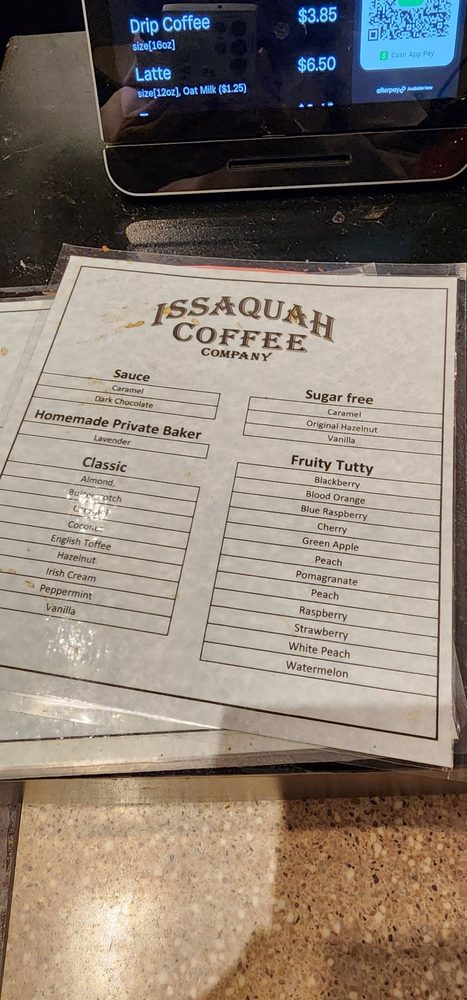 Drip Coffee $3.85
size[16oz]
Latte $6.50
size[12oz], Oat Milk ($1.25)
Cash App Pay
afterpay Available here
ISSAQUAH
COFFEE
COMPANY
Sauce
Caramel
Dark Chocolate
Homemade Private Baker
Lavender
Classic
Almond,
Butterscotch
Coconut
English Toffee
Hazelnut
Irish Cream
Peppermint
Vanilla
Sugar free
Caramel
Original Hazelnut
Vanilla
Fruity Tutty
Blackberry
Blood Orange
Blue Raspberry
Cherry
Green Apple
Peach
Pomagranate
Peach
Raspberry
Strawberry
White Peach
Watermelon